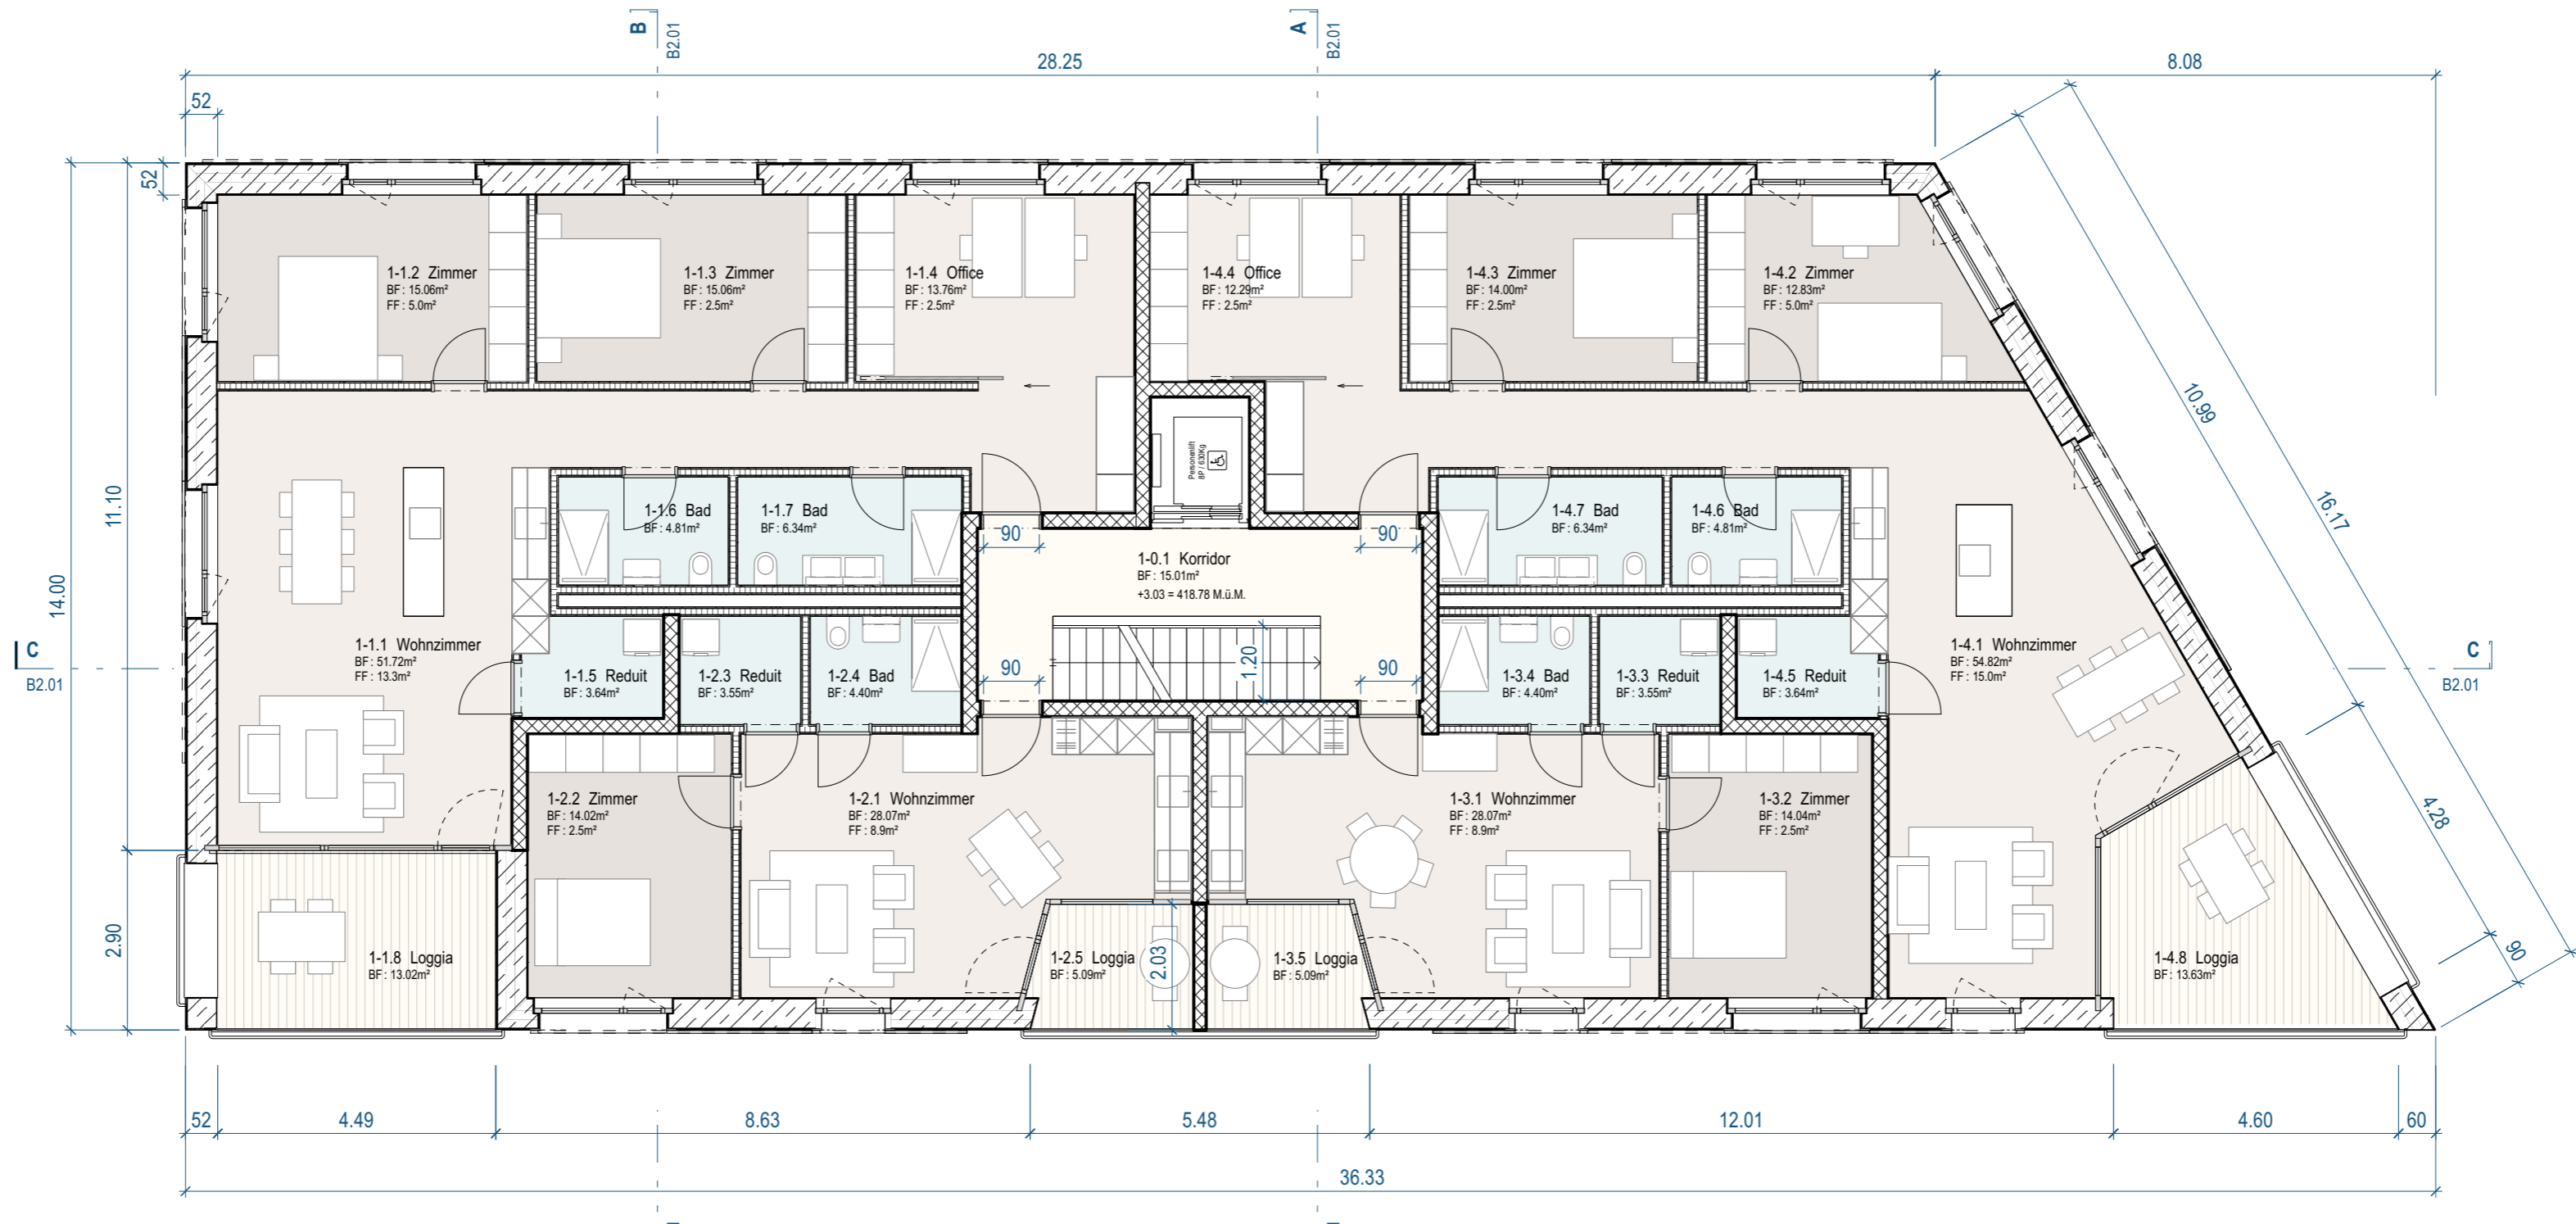 B
B2.01
A
B2.01
28.25
8.08
52
52
1-1.2 Zimmer
BF : 15.06m²
FF : 5.0m²
1-1.3 Zimmer
BF : 15.06m²
FF : 2.5m²
1-1.4 Office
BF : 13.76m²
FF : 2.5m²
1-4.4 Office
BF : 12.29m²
FF : 2.5m²
1-4.3 Zimmer
BF : 14.00m²
FF : 2.5m²
1-4.2 Zimmer
BF : 12.83m²
FF : 5.0m²
10.99
16.17
Personenlift
8P / 630Kg
11.10
14.00
1-1.6 Bad
BF : 4.81m²
1-1.7 Bad
BF : 6.34m²
90
90
1-4.7 Bad
BF : 6.34m²
1-4.6 Bad
BF : 4.81m²
1-0.1 Korridor
BF : 15.01m²
+3.03 = 418.78 M.ü.M.
C
B2.01
1-1.1 Wohnzimmer
BF : 51.72m²
FF : 13.3m²
1-1.5 Reduit
BF : 3.64m²
1-2.3 Reduit
BF : 3.55m²
1-2.4 Bad
BF : 4.40m²
90
1.20
90
1-3.4 Bad
BF : 4.40m²
1-3.3 Reduit
BF : 3.55m²
1-4.5 Reduit
BF : 3.64m²
1-4.1 Wohnzimmer
BF : 54.82m²
FF : 15.0m²
C
B2.01
1-2.2 Zimmer
BF : 14.02m²
FF : 2.5m²
1-2.1 Wohnzimmer
BF : 28.07m²
FF : 8.9m²
1-3.1 Wohnzimmer
BF : 28.07m²
FF : 8.9m²
1-3.2 Zimmer
BF : 14.04m²
FF : 2.5m²
4.28
90
2.90
1-1.8 Loggia
BF : 13.02m²
1-2.5 Loggia
BF : 5.09m²
2.03
1-3.5 Loggia
BF : 5.09m²
1-4.8 Loggia
BF : 13.63m²
52
4.49
8.63
5.48
12.01
4.60
60
36.33